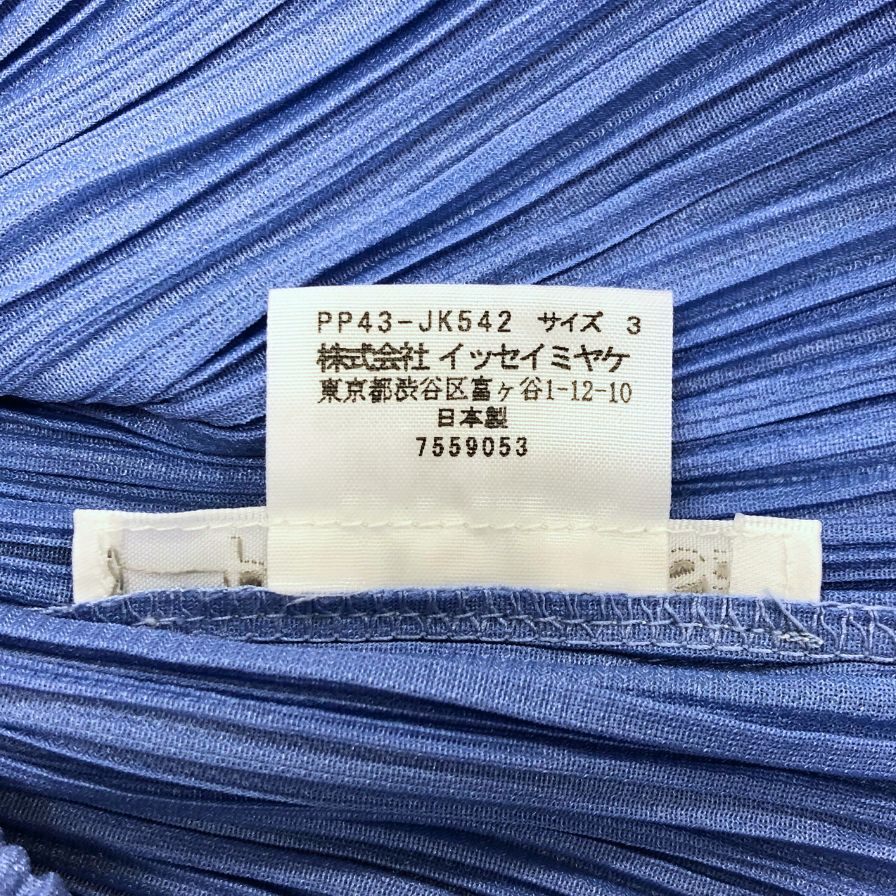 PP43-JK542 サイズ 3
株式会社 イッセイミヤケ
東京都渋谷区富ヶ谷1-12-10
日本製
7559053